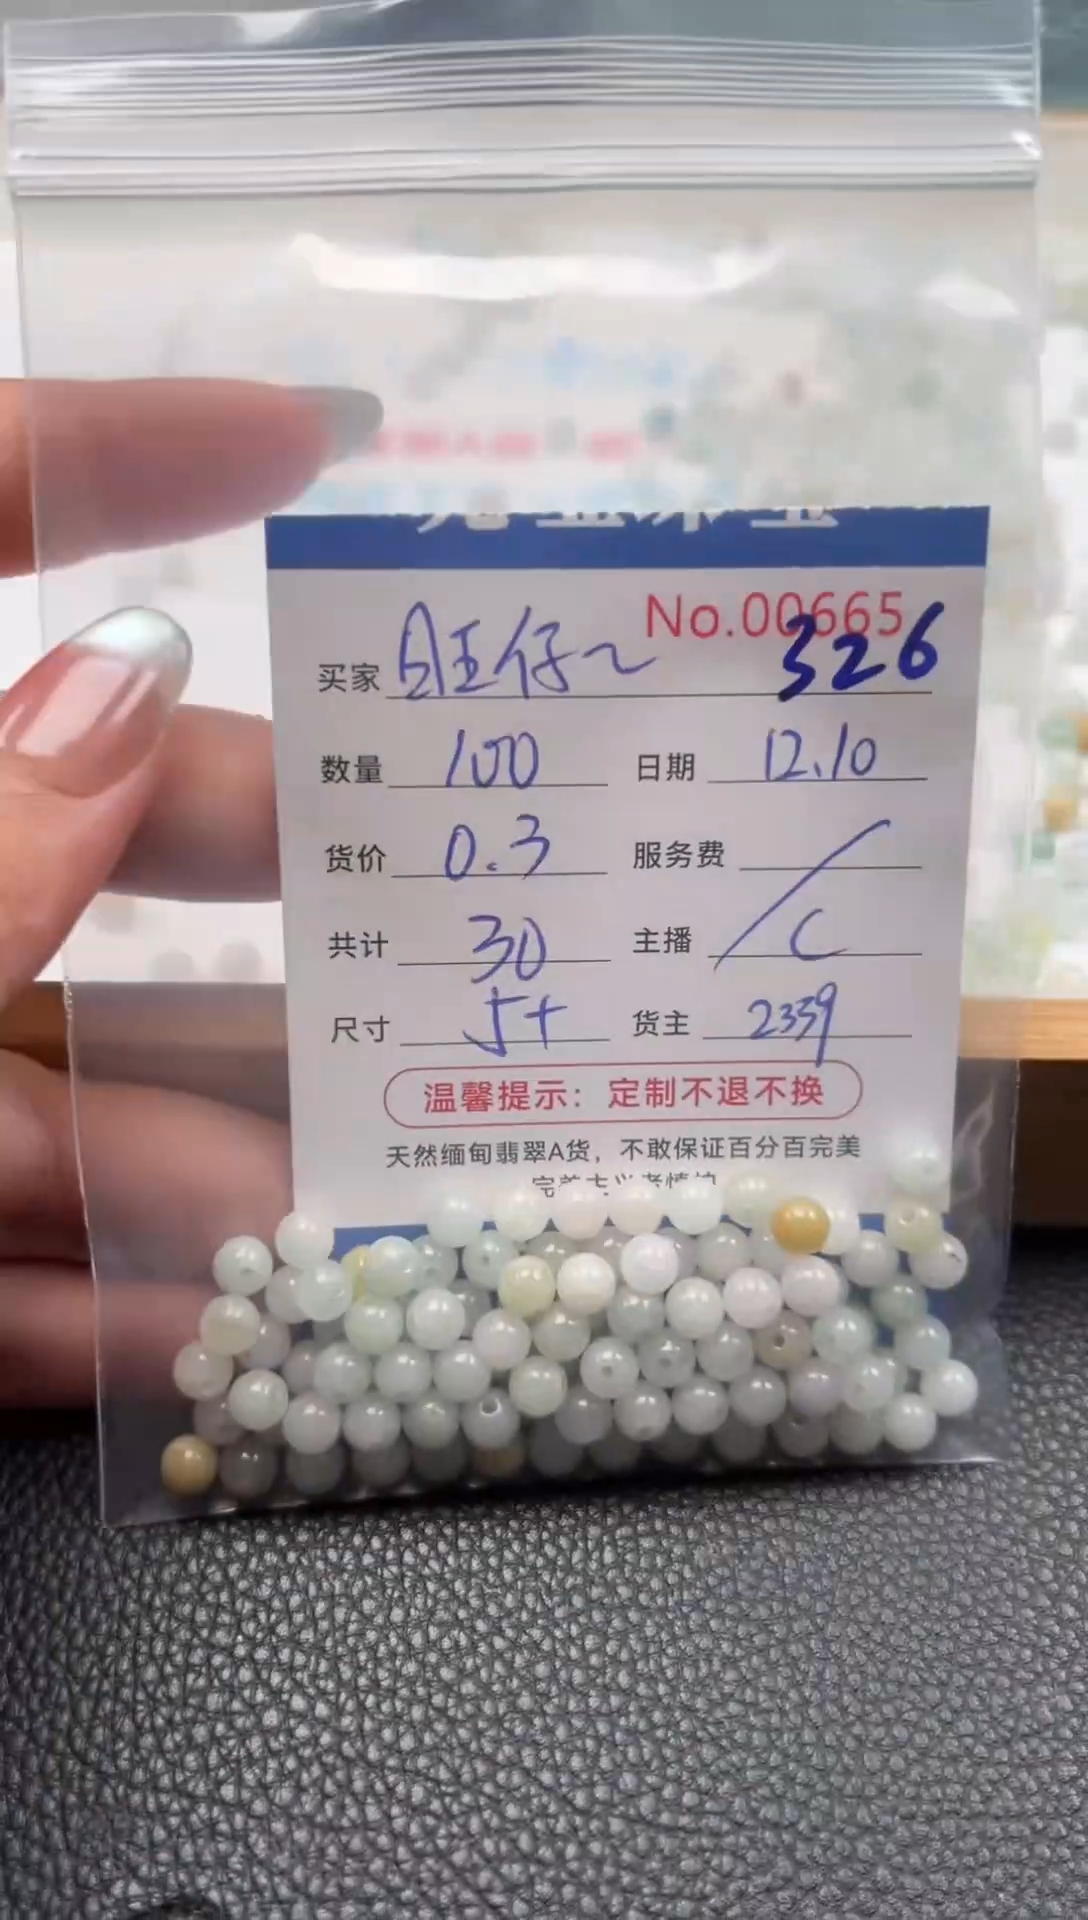 No.00665
买家 旺仔~ 326
数量 100 日期 12.10
货价 0.3 服务费 /
共计 30 主播 C
尺寸 5+ 货主 2339
温馨提示：定制不退不换
天然缅甸翡翠A货，不敢保证百分百完美